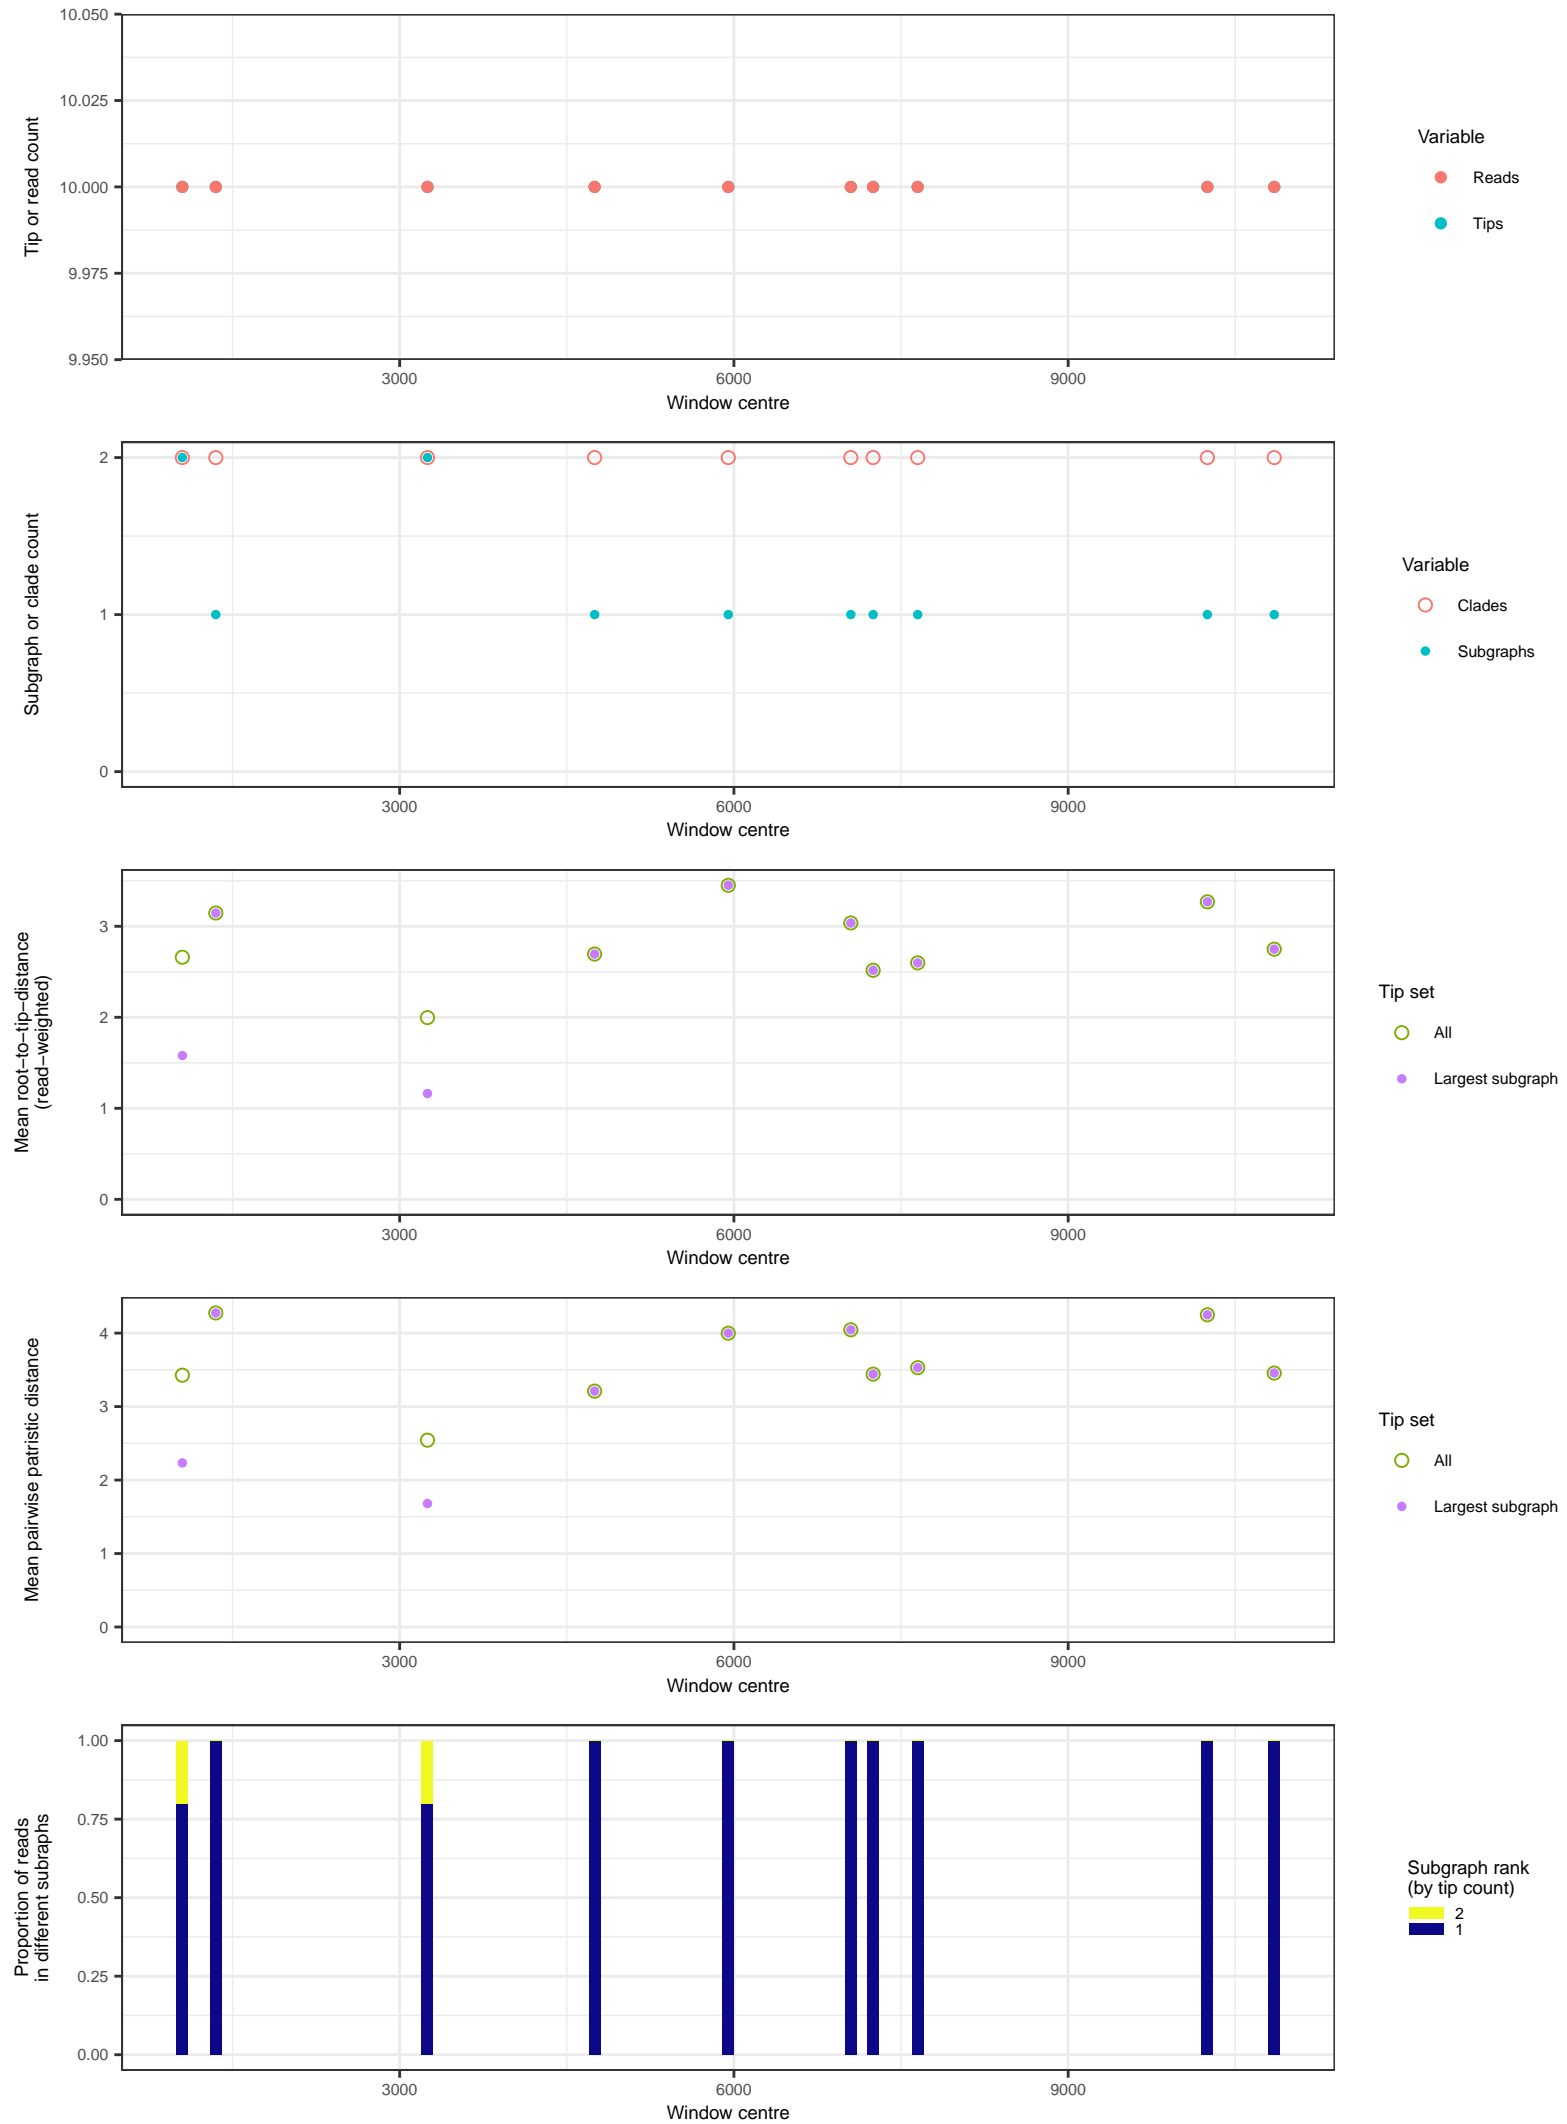 10.050
10.025
10.000
9.975
9.950
Tip or read count
3000
6000
9000
Window centre
Variable
Reads
Tips
2
1
0
Subgraph or clade count
3000
6000
9000
Window centre
Variable
Clades
Subgraphs
3
2
1
0
Mean root−to−tip−distance
(read−weighted)
3000
6000
9000
Window centre
Tip set
All
Largest subgraph
4
3
2
1
0
Mean pairwise patristic distance
3000
6000
9000
Window centre
Tip set
All
Largest subgraph
1.00
0.75
0.50
0.25
0.00
Proportion of reads
in different subraphs
3000
6000
9000
Window centre
Subgraph rank
(by tip count)
2
1